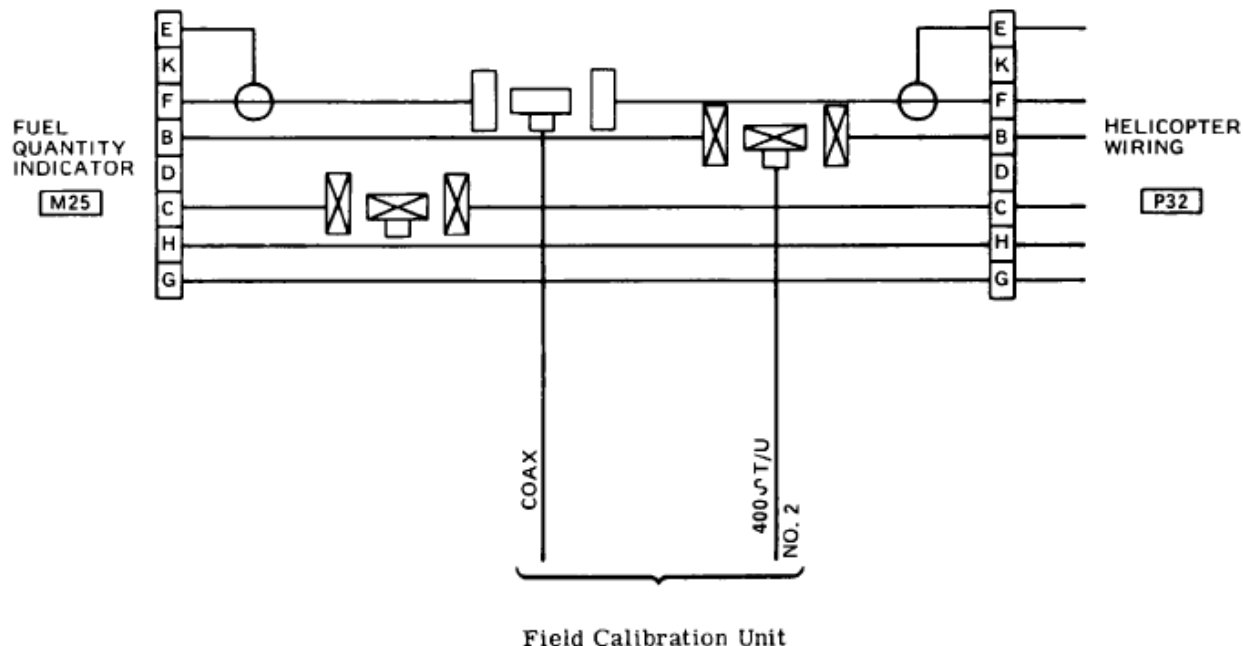 E
K
F
B
D
C
H
G
FUEL
QUANTITY
INDICATOR
M25
E
K
F
B
D
C
H
G
HELICOPTER
WIRING
P32
COAX
NO. 2
Field Calibration Unit